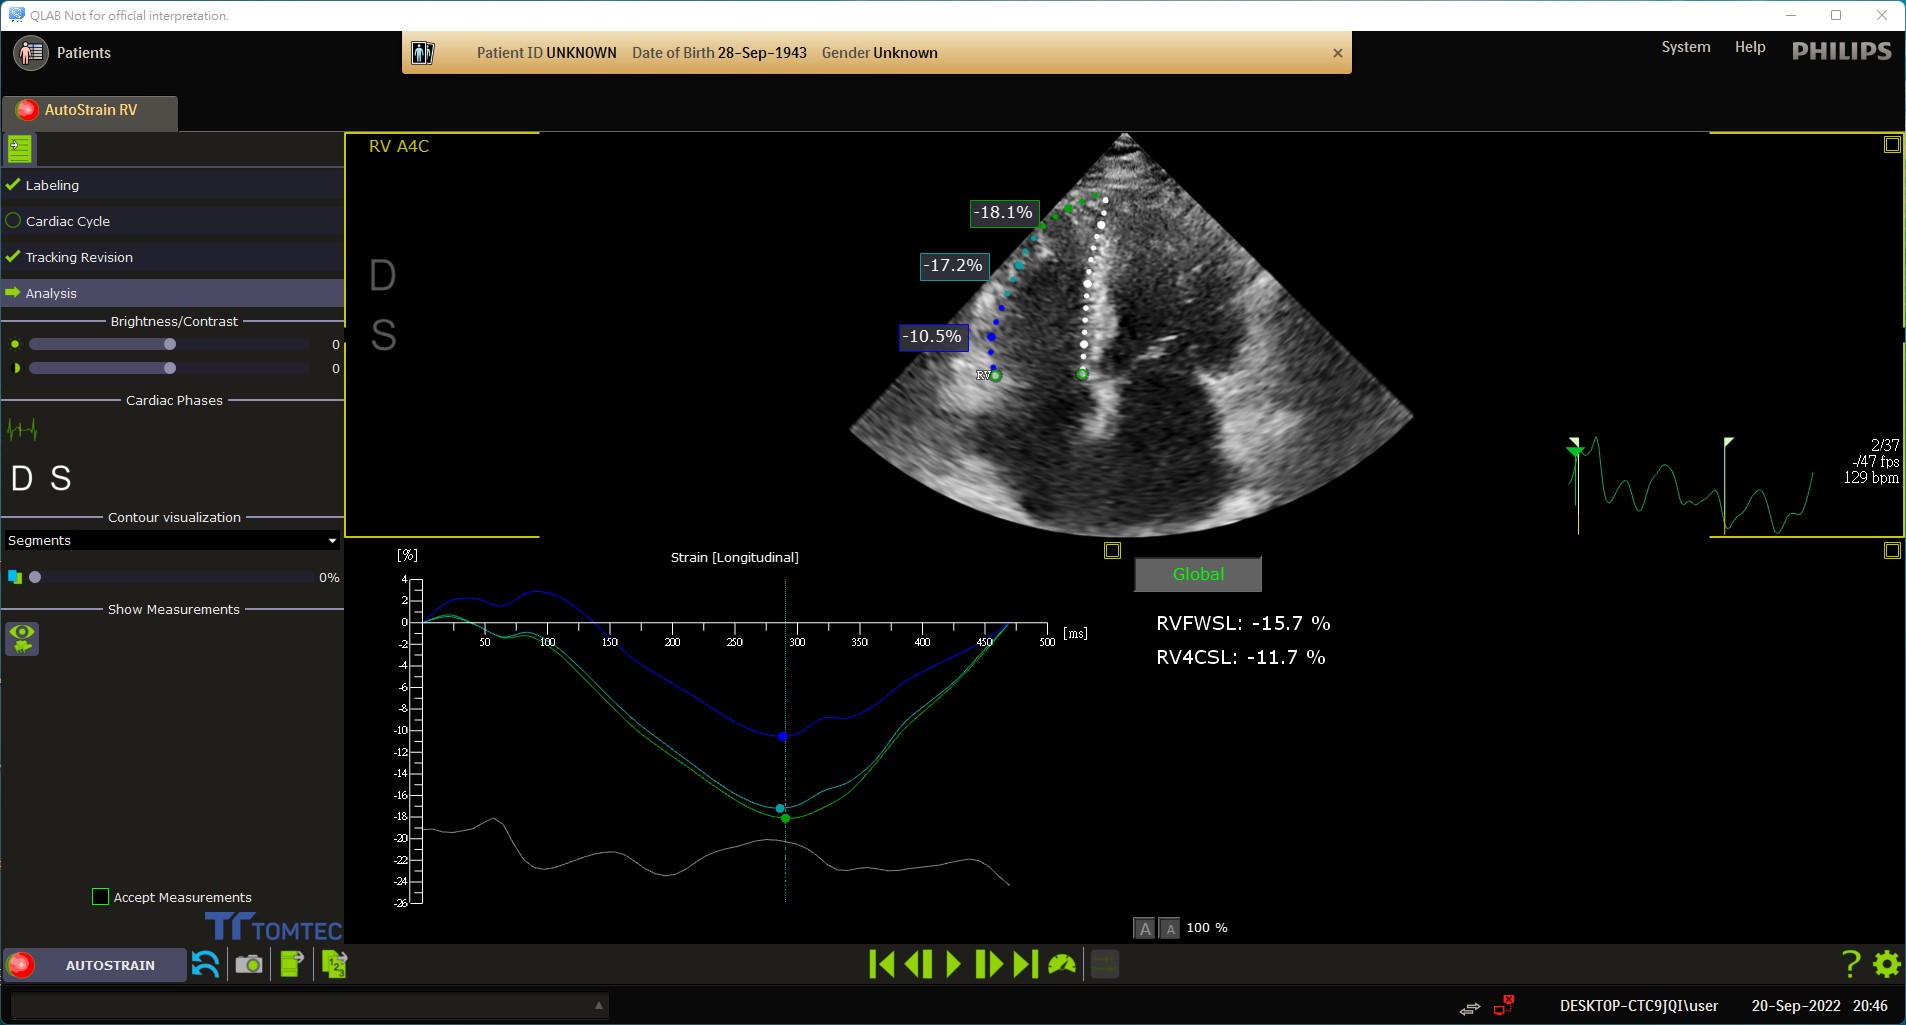 QLAB Not for official interpretation.
Patients
Patient ID UNKNOWN Date of Birth 28-Sep-1943 Gender Unknown
System Help PHILIPS
AutoStrain RV
Labeling
Cardiac Cycle
Tracking Revision
Analysis
Brightness/Contrast
0
0
Cardiac Phases
D S
Contour visualization
Segments
0%
Show Measurements
Accept Measurements
TOMTEC
RV A4C
D
S
-18.1%
-17.2%
-10.5%
RV
2/37
-/47 fps
129 bpm
[%]
Strain [Longitudinal]
4
2
0
-2
-4
-6
-8
-10
-12
-14
-16
-18
-20
-22
-24
-26
50 100 150 200 250 300 350 400 450 500 [ms]
Global
RVFWSL: -15.7 %
RV4CSL: -11.7 %
A A 100 %
AUTOSTRAIN
123
?
DESKTOP-CTC9JQI\user 20-Sep-2022 20:46